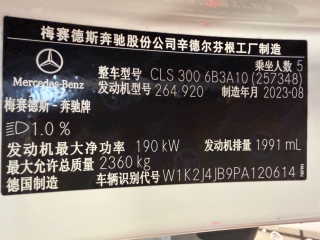 梅赛德斯奔驰股份公司辛德尔芬根工厂制造
乘坐人数 5
Mercedes-Benz
整车型号 CLS 300 6B3A10 (257348)
发动机型号 264 920 制造年月 2023-08
梅赛德斯-奔驰牌
1.0 %
发动机最大净功率 190 kW 发动机排量 1991 mL
最大允许总质量 2360kg
德国制造 车辆识别代号 W1K2J4JB9PA120614